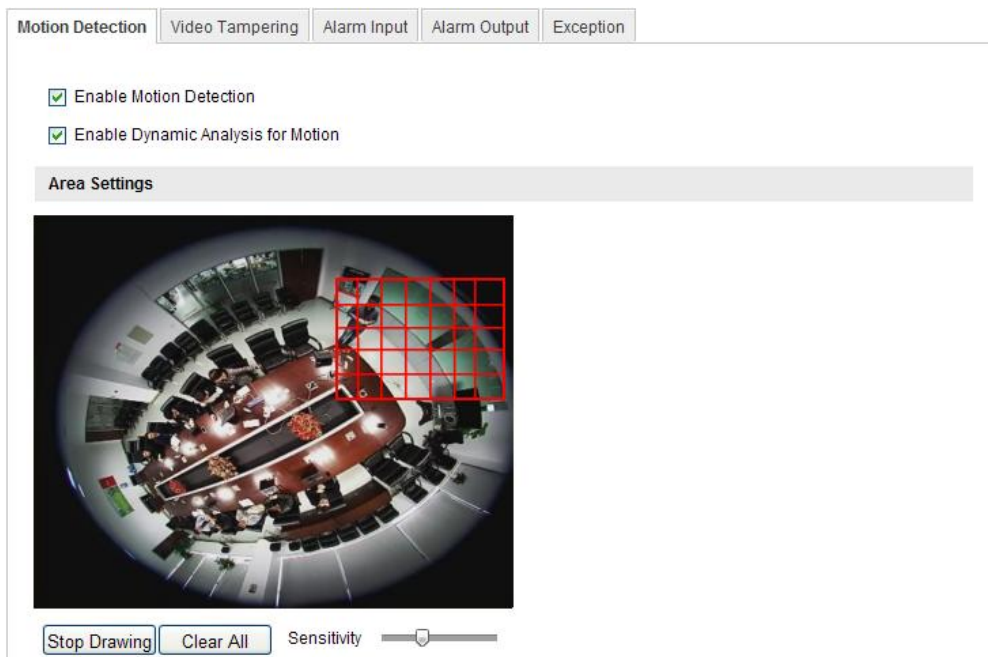 Motion Detection Video Tampering Alarm Input Alarm Output Exception
Enable Motion Detection
Enable Dynamic Analysis for Motion
Area Settings
Stop Drawing Clear All Sensitivity